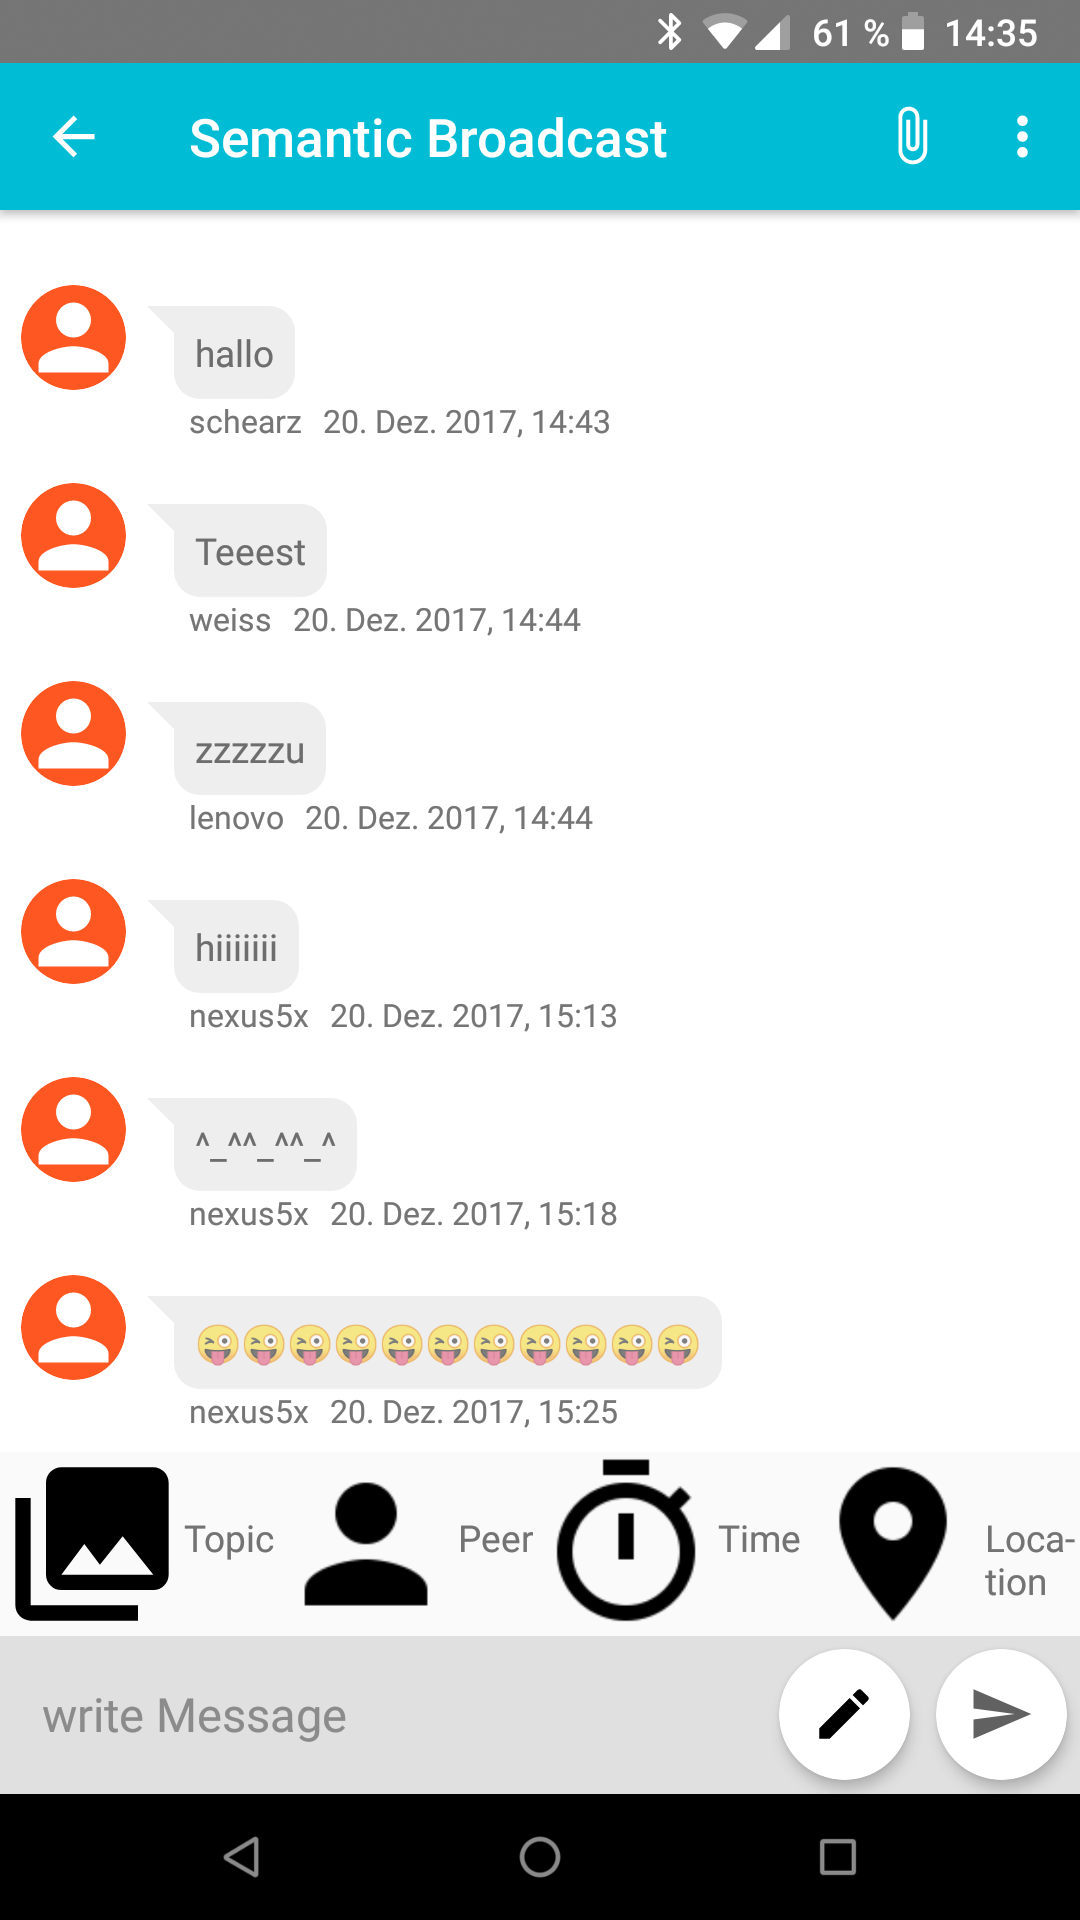 61 % 14:35
Semantic Broadcast
hallo
schearz 20. Dez. 2017, 14:43
Teeest
weiss 20. Dez. 2017, 14:44
zzzzzu
lenovo 20. Dez. 2017, 14:44
hiiiiiii
nexus5x 20. Dez. 2017, 15:13
^_^^_^^_^
nexus5x 20. Dez. 2017, 15:18
😜😜😜😜😜😜😜😜😜😜😜
nexus5x 20. Dez. 2017, 15:25
Topic Peer Time Loca-
tion
write Message